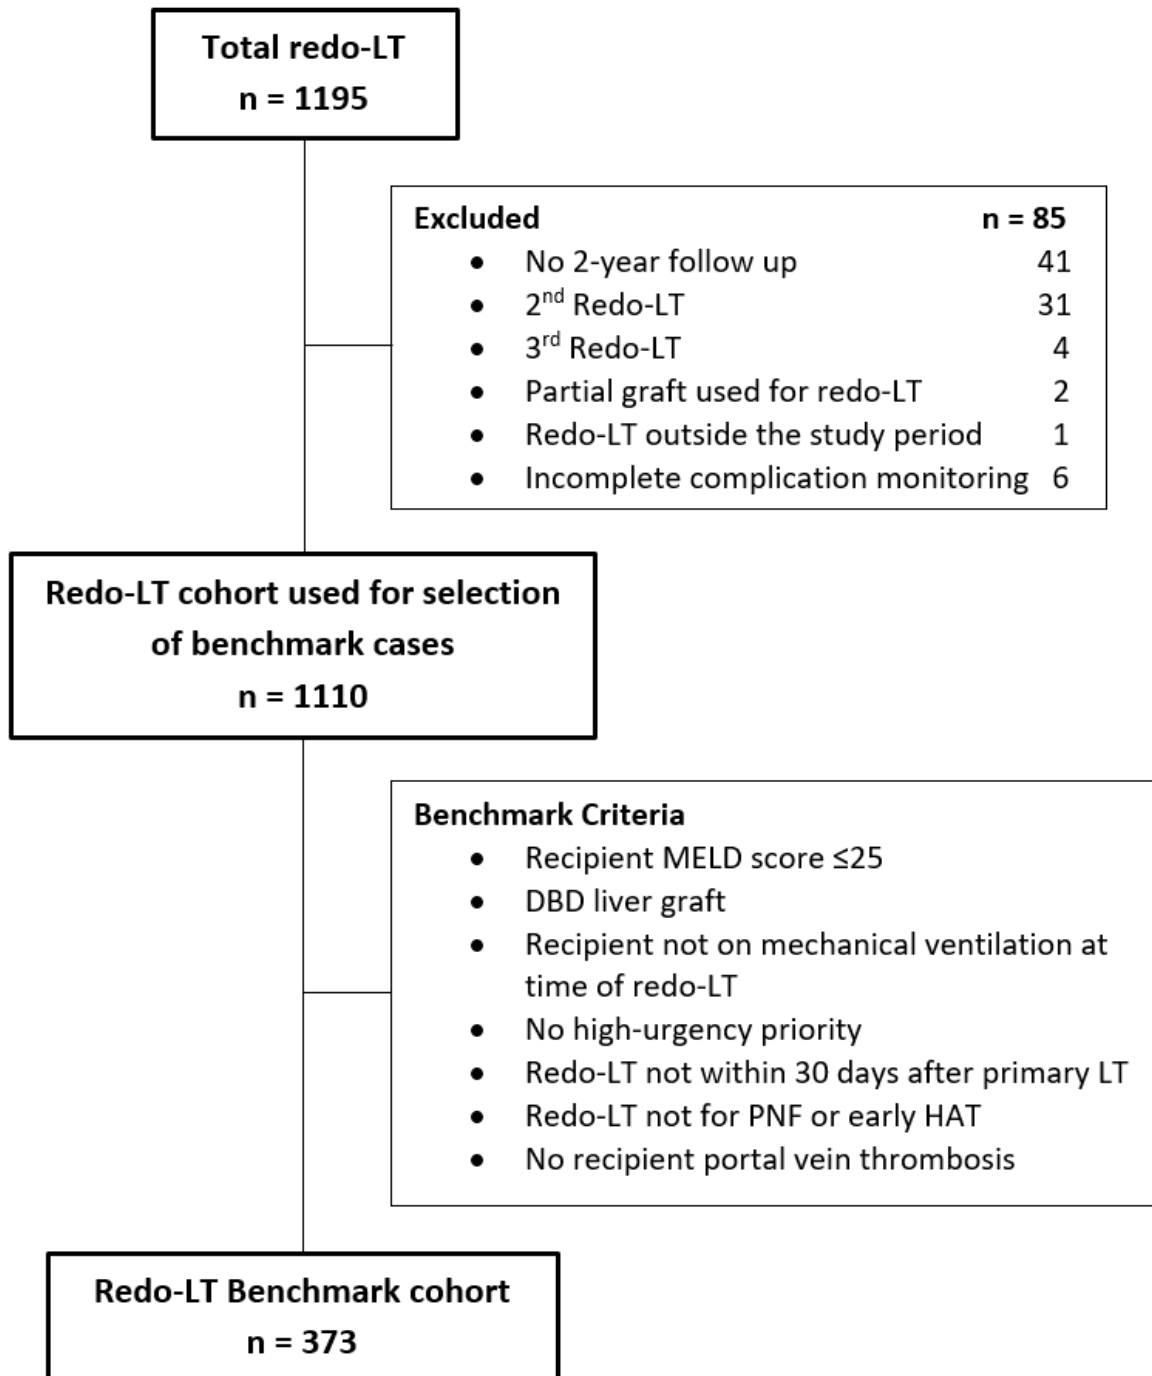 Total redo-LT
n = 1195
Excluded n = 85
• No 2-year follow up 41
• 2nd Redo-LT 31
• 3rd Redo-LT 4
• Partial graft used for redo-LT 2
• Redo-LT outside the study period 1
• Incomplete complication monitoring 6
Redo-LT cohort used for selection
of benchmark cases
n = 1110
Benchmark Criteria
• Recipient MELD score ≤25
• DBD liver graft
• Recipient not on mechanical ventilation at
time of redo-LT
• No high-urgency priority
• Redo-LT not within 30 days after primary LT
• Redo-LT not for PNF or early HAT
• No recipient portal vein thrombosis
Redo-LT Benchmark cohort
n = 373